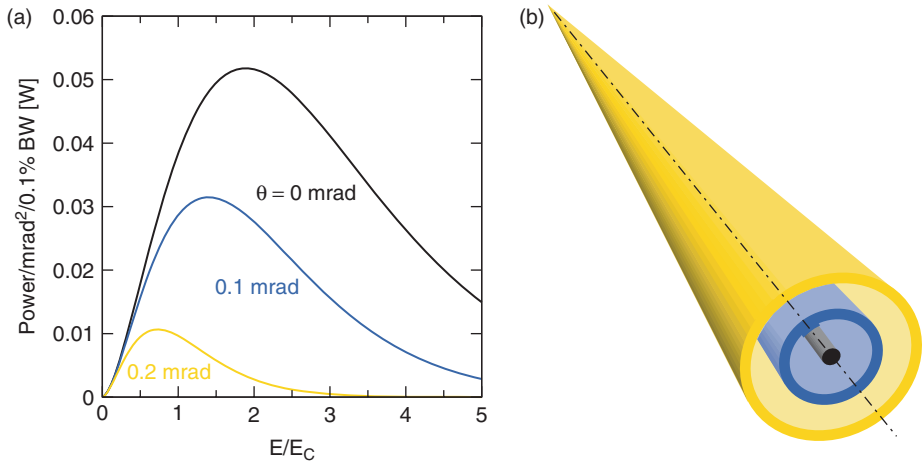 (a)
0.06
0.05
0.04
0.03
0.02
0.01
0
Power/mrad²/0.1% BW [W]
θ = 0 mrad
0.1 mrad
0.2 mrad
0 1 2 3 4 5
E/E_C
(b)